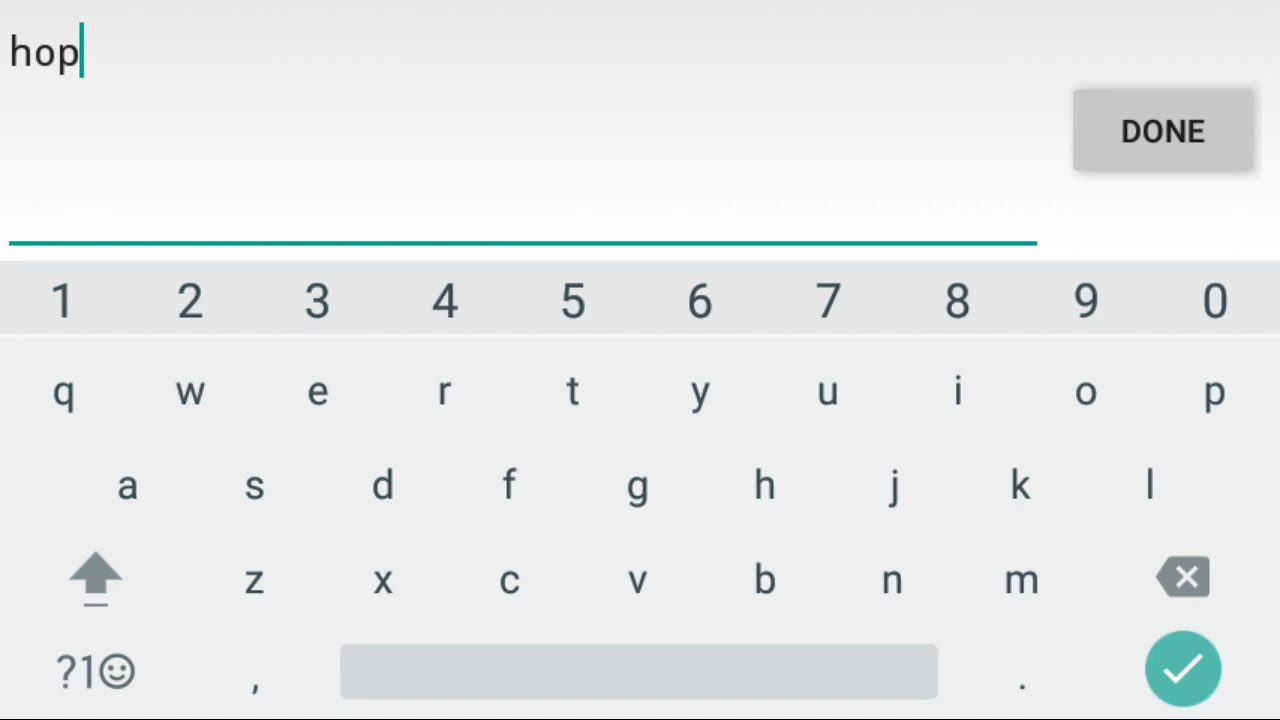 hop
DONE
1 2 3 4 5 6 7 8 9 0
q w e r t y u i o p
a s d f g h j k l
z x c v b n m
?1☺ , .